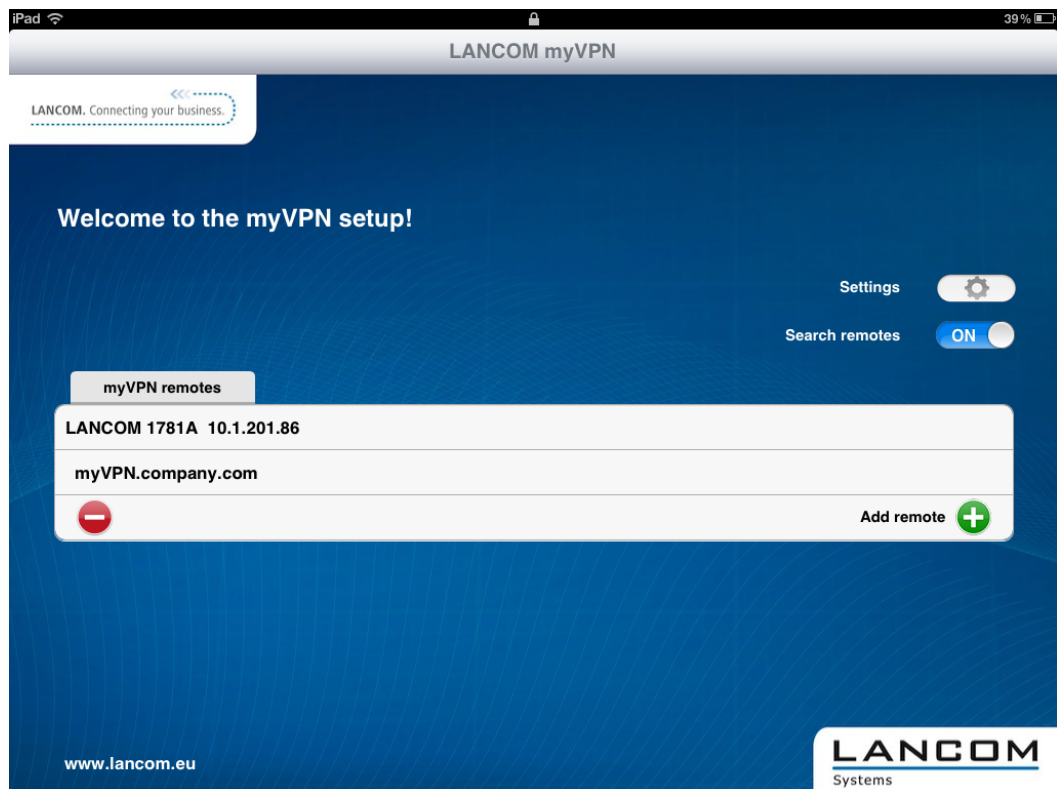 iPad 39%
LANCOM myVPN
LANCOM. Connecting your business.
Welcome to the myVPN setup!
Settings
Search remotes ON
myVPN remotes
LANCOM 1781A 10.1.201.86
myVPN.company.com
Add remote
www.lancom.eu
LANCOM
Systems